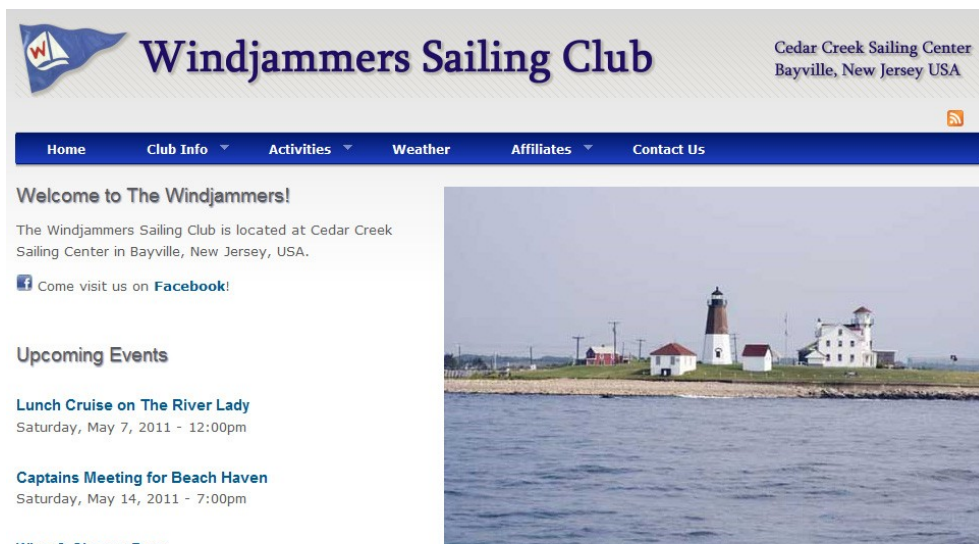 W
Windjammers Sailing Club
Cedar Creek Sailing Center
Bayville, New Jersey USA
Home Club Info Activities Weather Affiliates Contact Us
Welcome to The Windjammers!
The Windjammers Sailing Club is located at Cedar Creek
Sailing Center in Bayville, New Jersey, USA.
f Come visit us on Facebook!
Upcoming Events
Lunch Cruise on The River Lady
Saturday, May 7, 2011 - 12:00pm
Captains Meeting for Beach Haven
Saturday, May 14, 2011 - 7:00pm